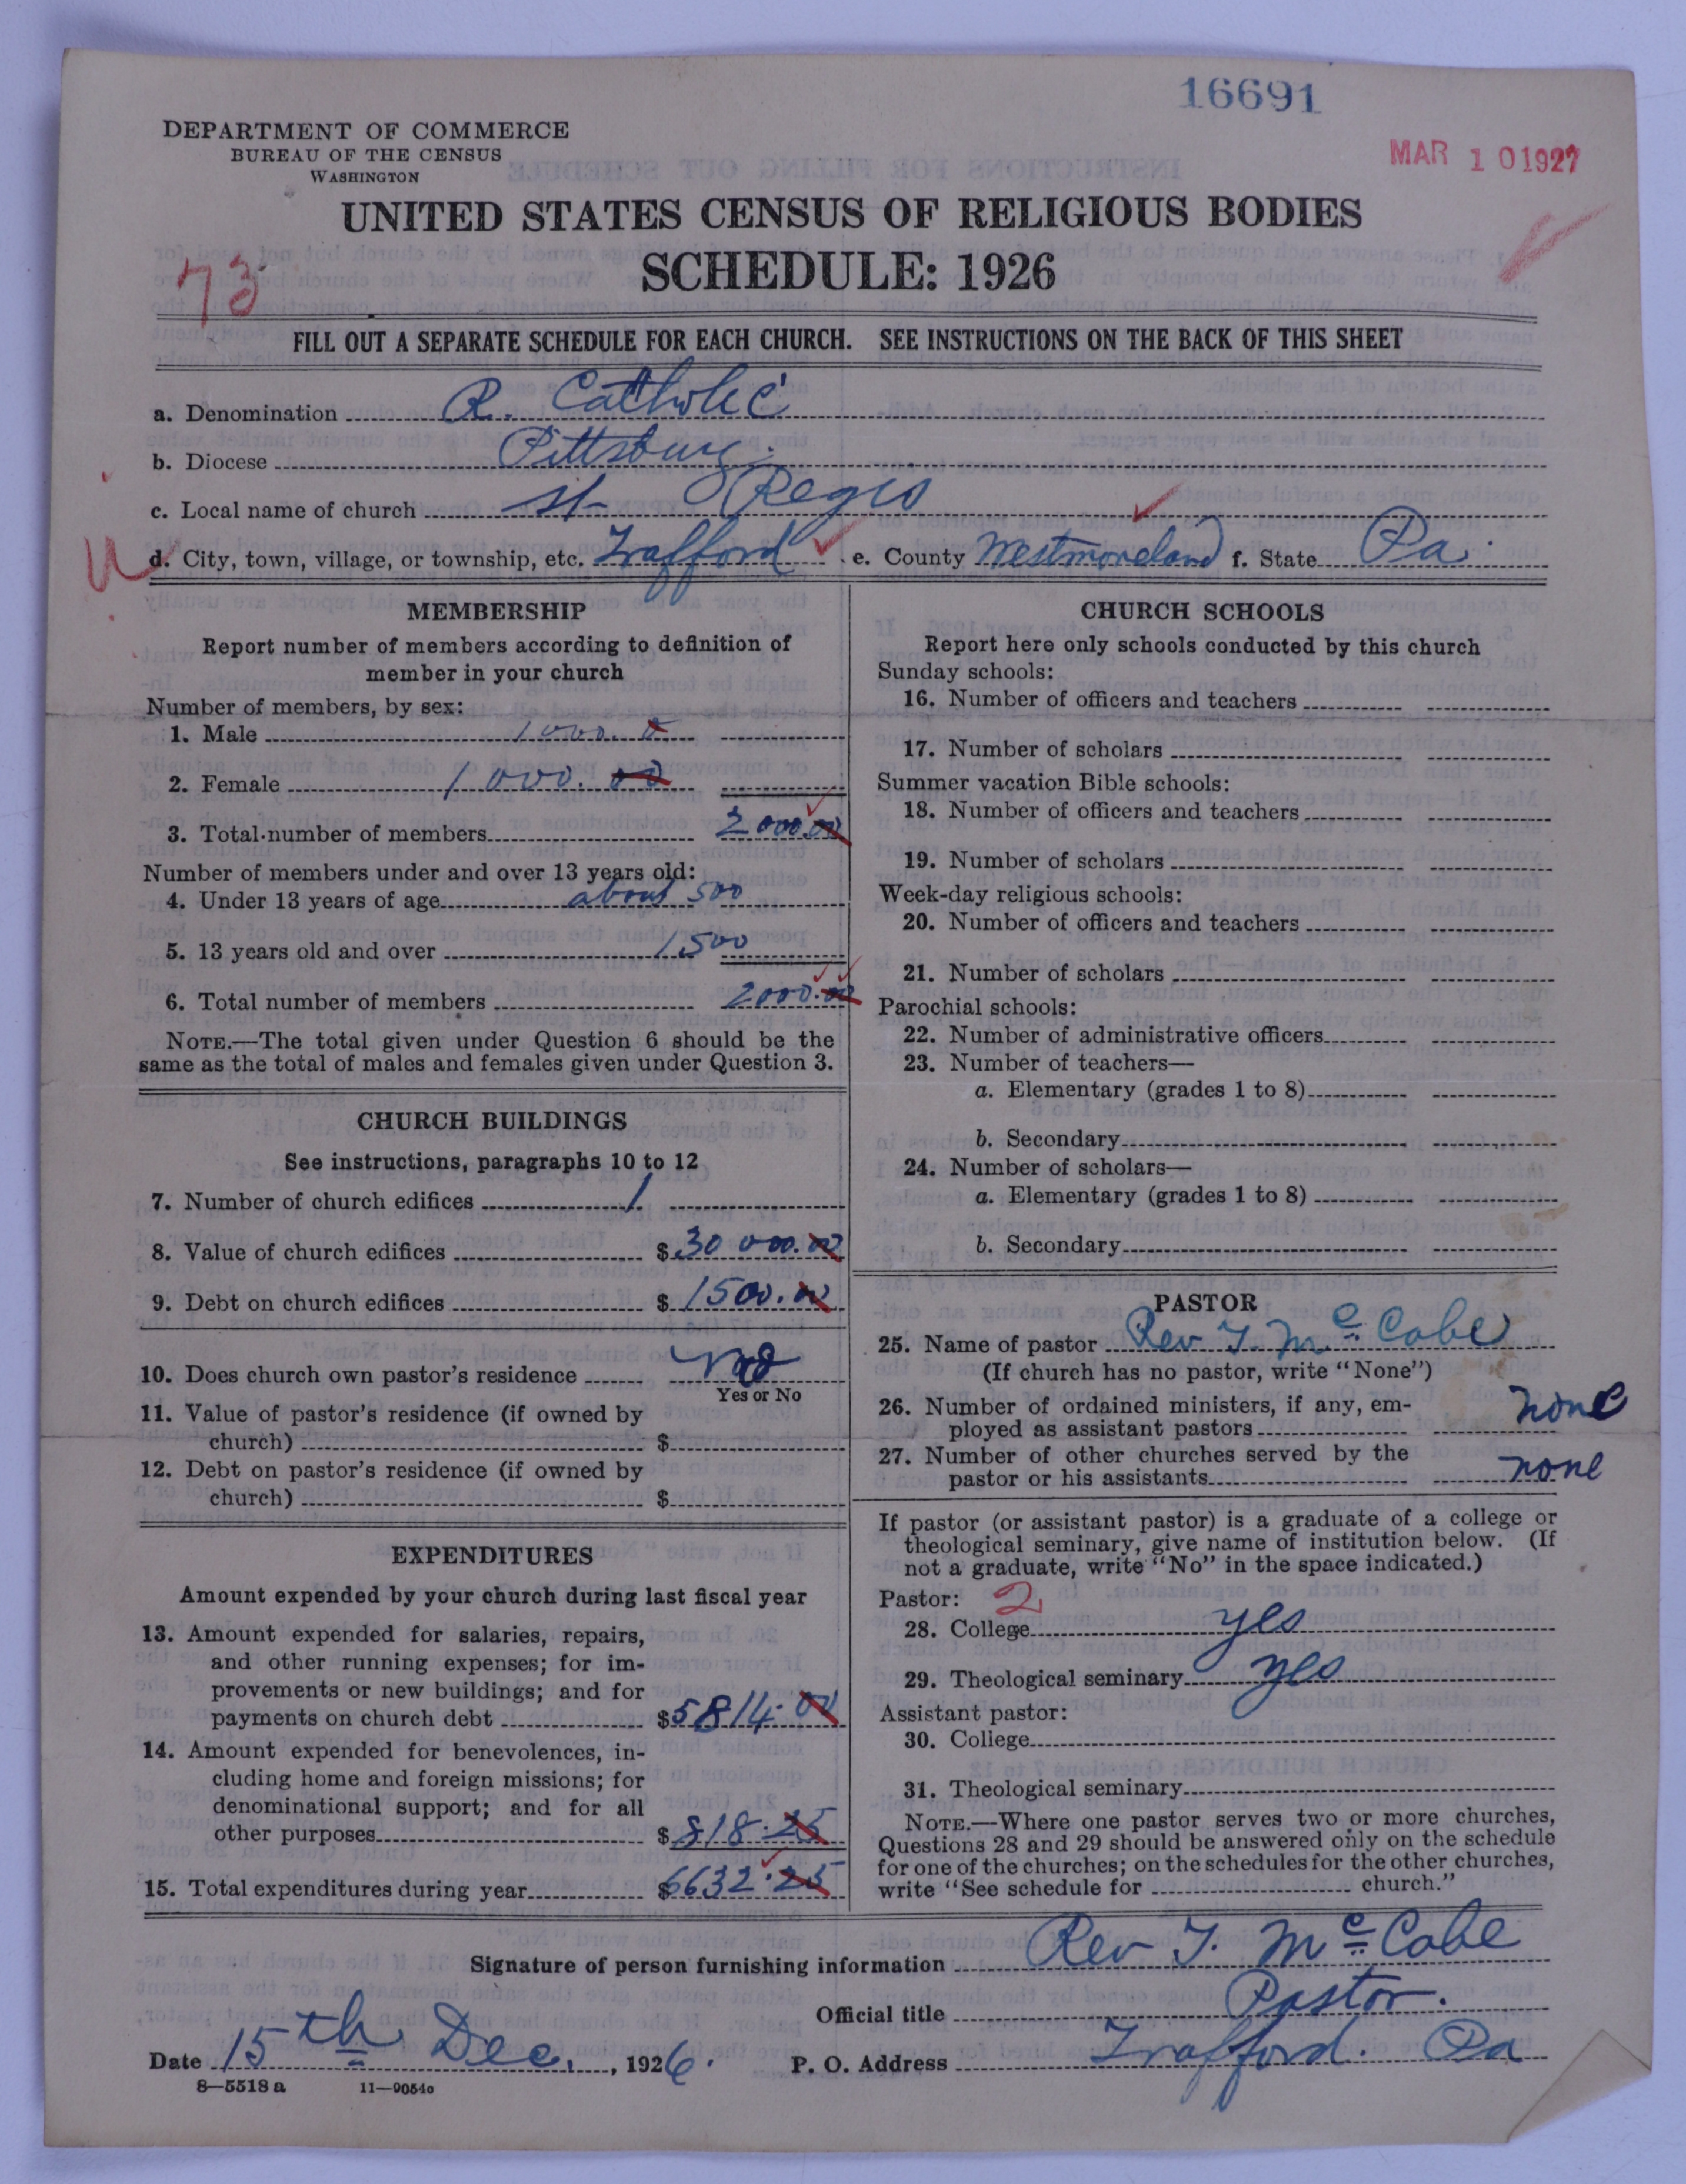 16691
DEPARTMENT OF COMMERCE
BUREAU OF THE CENSUS
WASHINGTON
MAR 10 1927
UNITED STATES CENSUS OF RELIGIOUS BODIES
SCHEDULE: 1926
73
FILL OUT A SEPARATE SCHEDULE FOR EACH CHURCH. SEE INSTRUCTIONS ON THE BACK OF THIS SHEET
a. Denomination R. Catholic
b. Diocese Pittsburg.
c. Local name of church St Regis
d. City, town, village, or township, etc. Trafford e. County Westmoreland f. State Pa.
MEMBERSHIP
Report number of members according to definition of
member in your church
Number of members, by sex:
1. Male 1000.
2. Female 1000. 00
3. Total number of members 2000.00
Number of members under and over 13 years old:
4. Under 13 years of age about 500
5. 13 years old and over 1500
6. Total number of members 2000.00
NOTE.—The total given under Question 6 should be the
same as the total of males and females given under Question 3.
CHURCH BUILDINGS
See instructions, paragraphs 10 to 12
7. Number of church edifices 1
8. Value of church edifices $30 000.00
9. Debt on church edifices $1500.00
10. Does church own pastor's residence no
Yes or No
11. Value of pastor's residence (if owned by
church) $
12. Debt on pastor's residence (if owned by
church) $
EXPENDITURES
Amount expended by your church during last fiscal year
13. Amount expended for salaries, repairs,
and other running expenses; for im-
provements or new buildings; and for
payments on church debt $5814.00
14. Amount expended for benevolences, in-
cluding home and foreign missions; for
denominational support; and for all
other purposes $818.25
15. Total expenditures during year $6632.25
CHURCH SCHOOLS
Report here only schools conducted by this church
Sunday schools:
16. Number of officers and teachers
17. Number of scholars
Summer vacation Bible schools:
18. Number of officers and teachers
19. Number of scholars
Week-day religious schools:
20. Number of officers and teachers
21. Number of scholars
Parochial schools:
22. Number of administrative officers
23. Number of teachers—
a. Elementary (grades 1 to 8)
b. Secondary
24. Number of scholars—
a. Elementary (grades 1 to 8)
b. Secondary
PASTOR
25. Name of pastor Rev T. McCabe
(If church has no pastor, write "None")
26. Number of ordained ministers, if any, em-
ployed as assistant pastors none
27. Number of other churches served by the
pastor or his assistants none
If pastor (or assistant pastor) is a graduate of a college or
theological seminary, give name of institution below. (If
not a graduate, write "No" in the space indicated.)
Pastor: 2
28. College yes
29. Theological seminary yes
Assistant pastor:
30. College
31. Theological seminary
NOTE.—Where one pastor serves two or more churches,
Questions 28 and 29 should be answered only on the schedule
for one of the churches; on the schedules for the other churches,
write "See schedule for church."
Signature of person furnishing information Rev T. McCabe
Official title Pastor.
Date 15th Dec., 1926. P. O. Address Trafford. Pa
8—5518 a 11—9054a